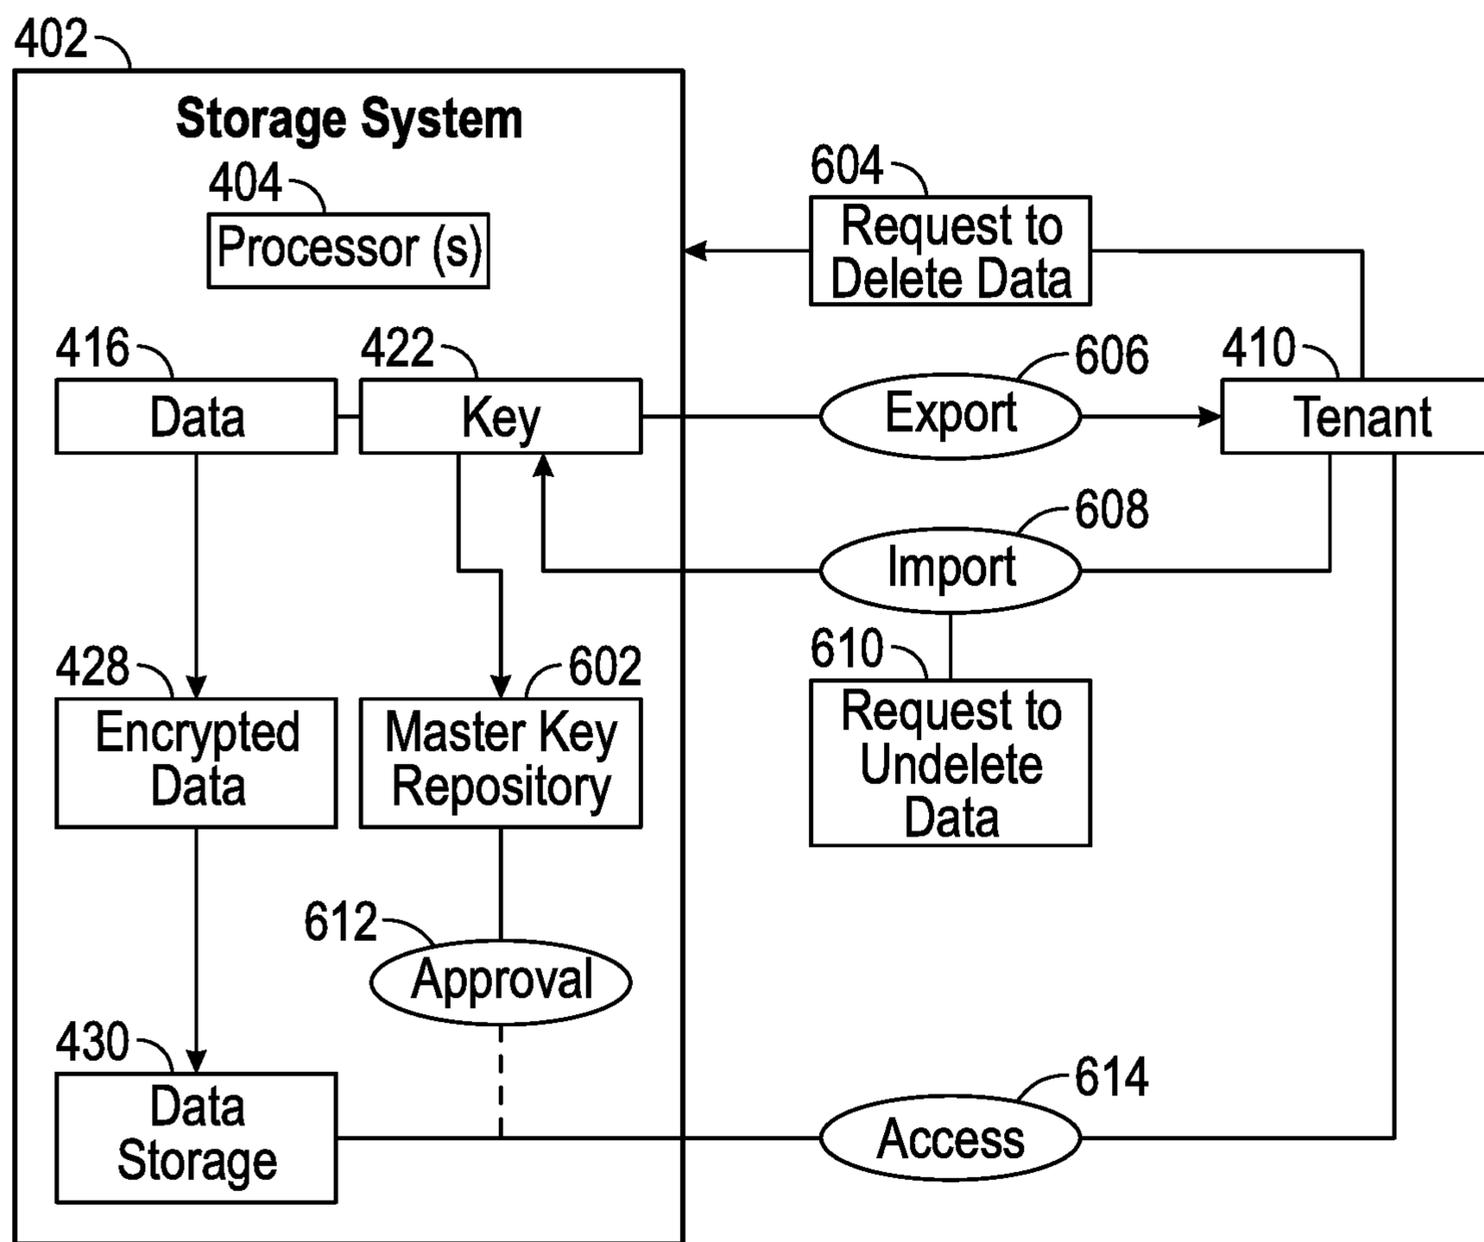 402
Storage System
404
Processor (s)
604
Request to
Delete Data
416
Data
422
Key
606
Export
410
Tenant
608
Import
610
Request to
Undelete
Data
428
Encrypted
Data
602
Master Key
Repository
612
Approval
430
Data
Storage
614
Access